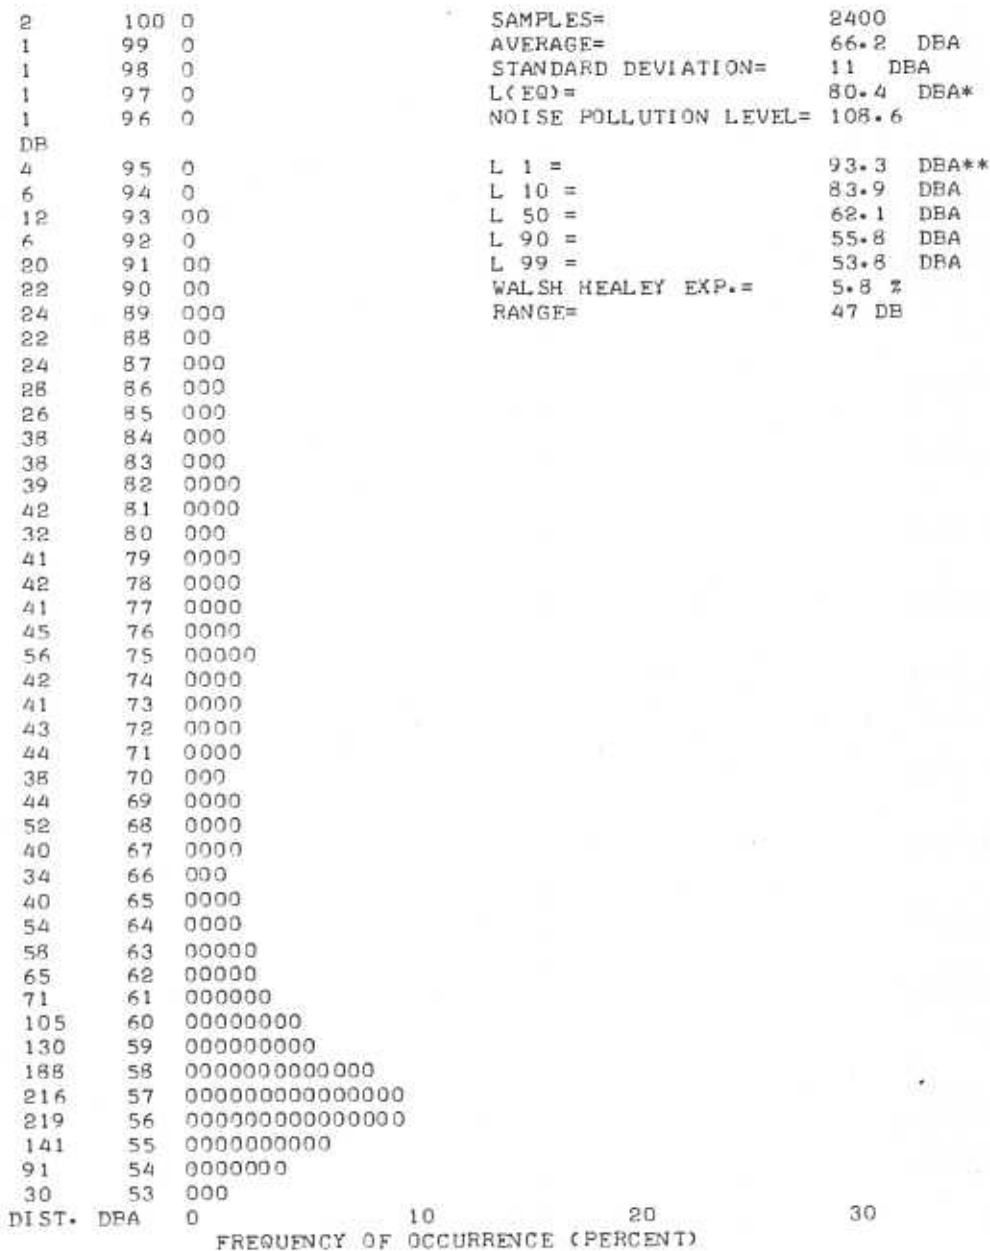 2 100 0 SAMPLES= 2400
1 99 0 AVERAGE= 66.2 DBA
1 98 0 STANDARD DEVIATION= 11 DBA
1 97 0 L(EQ)= 80.4 DBA*
1 96 0 NOISE POLLUTION LEVEL= 108.6
DB
4 95 0 L 1 = 93.3 DBA**
6 94 0 L 10 = 83.9 DBA
12 93 00 L 50 = 62.1 DBA
6 92 0 L 90 = 55.8 DBA
20 91 00 L 99 = 53.8 DBA
22 90 00 WALSH HEALEY EXP.= 5.8 %
24 89 000 RANGE= 47 DB
22 88 00
24 87 000
28 86 000
26 85 000
38 84 000
38 83 000
39 82 0000
42 81 0000
32 80 000
41 79 0000
42 78 0000
41 77 0000
45 76 0000
56 75 00000
42 74 0000
41 73 0000
43 72 0000
44 71 0000
38 70 000
44 69 0000
52 68 0000
40 67 0000
34 66 000
40 65 0000
54 64 0000
58 63 00000
65 62 00000
71 61 000000
105 60 00000000
130 59 000000000
188 58 0000000000000
216 57 000000000000000
219 56 000000000000000
141 55 0000000000
91 54 0000000
30 53 000
DIST. DBA 0 10 20 30
FREQUENCY OF OCCURRENCE (PERCENT)